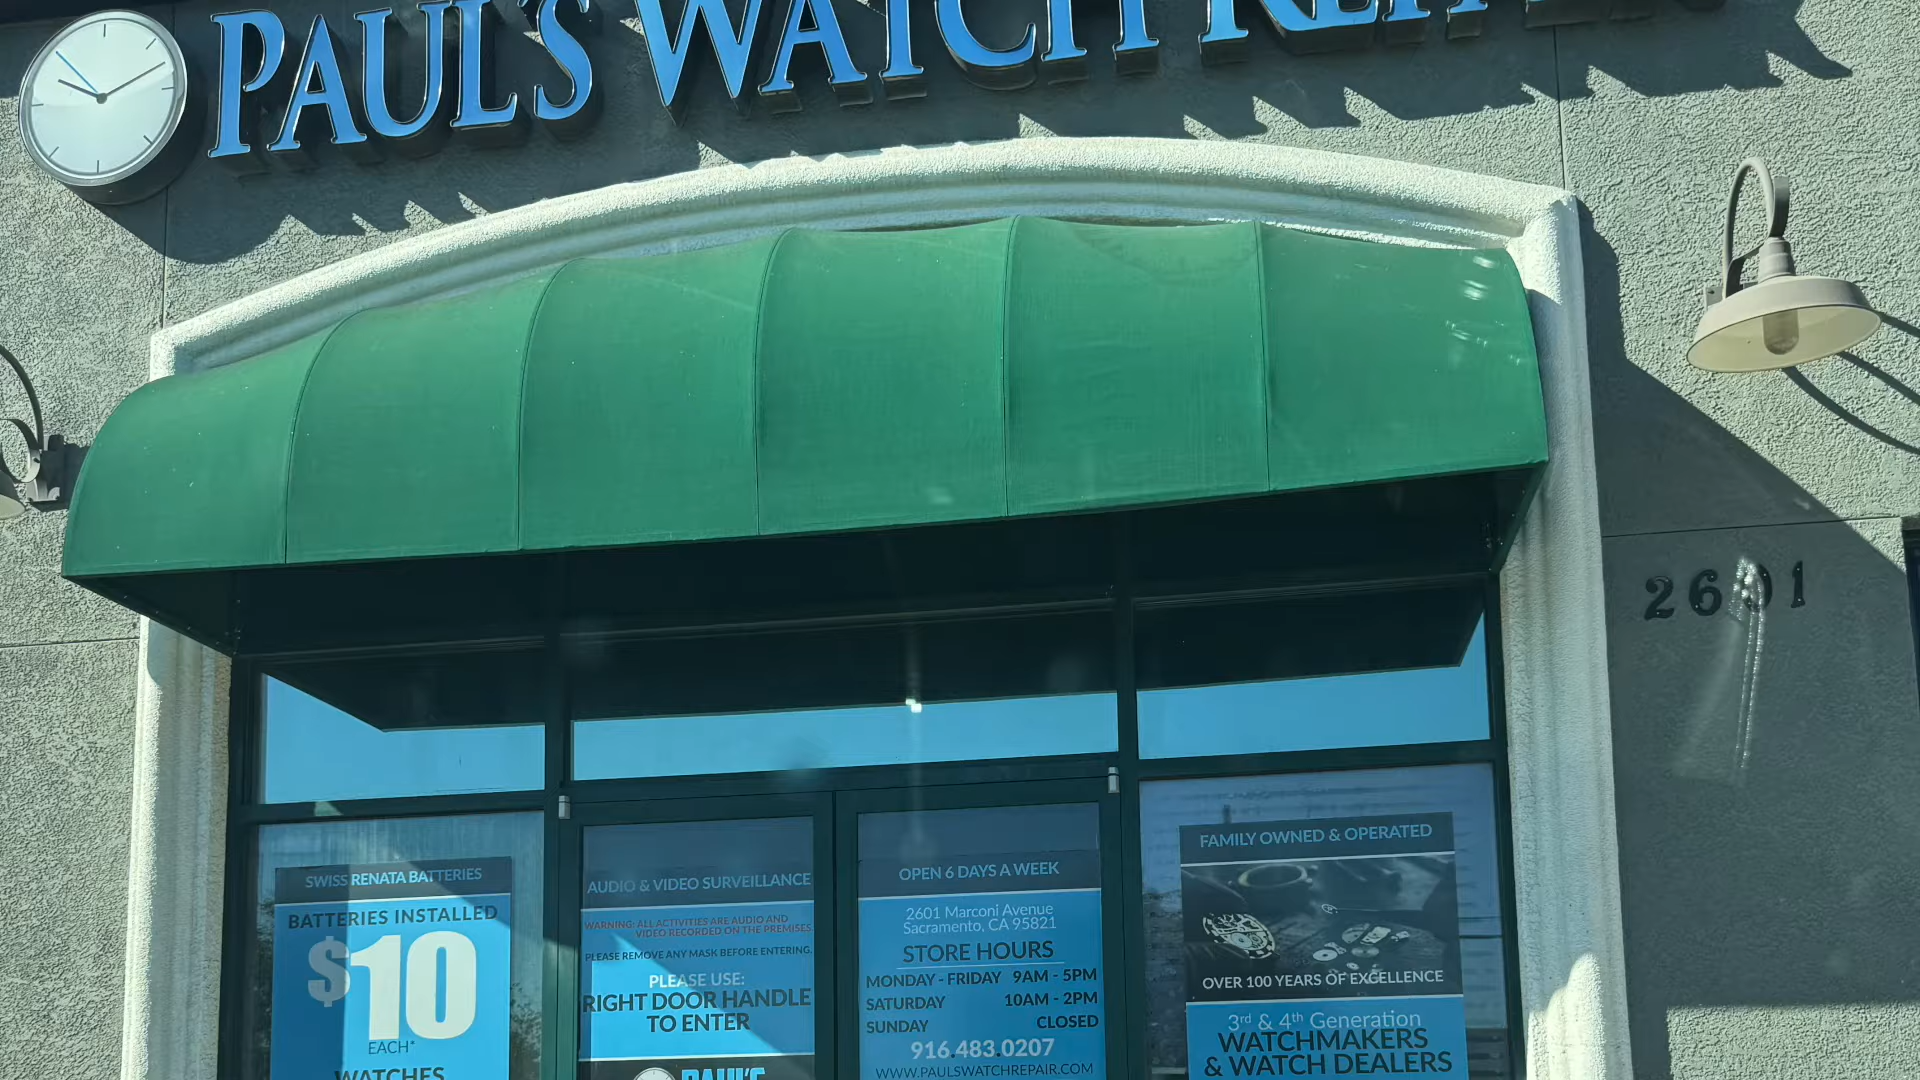 PAUL'S WATCH REPAIR
2601
SWISS RENATA BATTERIES
BATTERIES INSTALLED
$10
EACH*
WATCHES
AUDIO & VIDEO SURVEILLANCE
WARNING: ALL ACTIVITIES ARE AUDIO AND
VIDEO RECORDED ON THE PREMISES.
PLEASE REMOVE ANY MASK BEFORE ENTERING.
PLEASE USE:
RIGHT DOOR HANDLE
TO ENTER
PAUL'S
OPEN 6 DAYS A WEEK
2601 Marconi Avenue
Sacramento, CA 95821
STORE HOURS
MONDAY - FRIDAY 9AM - 5PM
SATURDAY 10AM - 2PM
SUNDAY CLOSED
916.483.0207
WWW.PAULSWATCHREPAIR.COM
FAMILY OWNED & OPERATED
OVER 100 YEARS OF EXCELLENCE
3rd & 4th Generation
WATCHMAKERS
& WATCH DEALERS